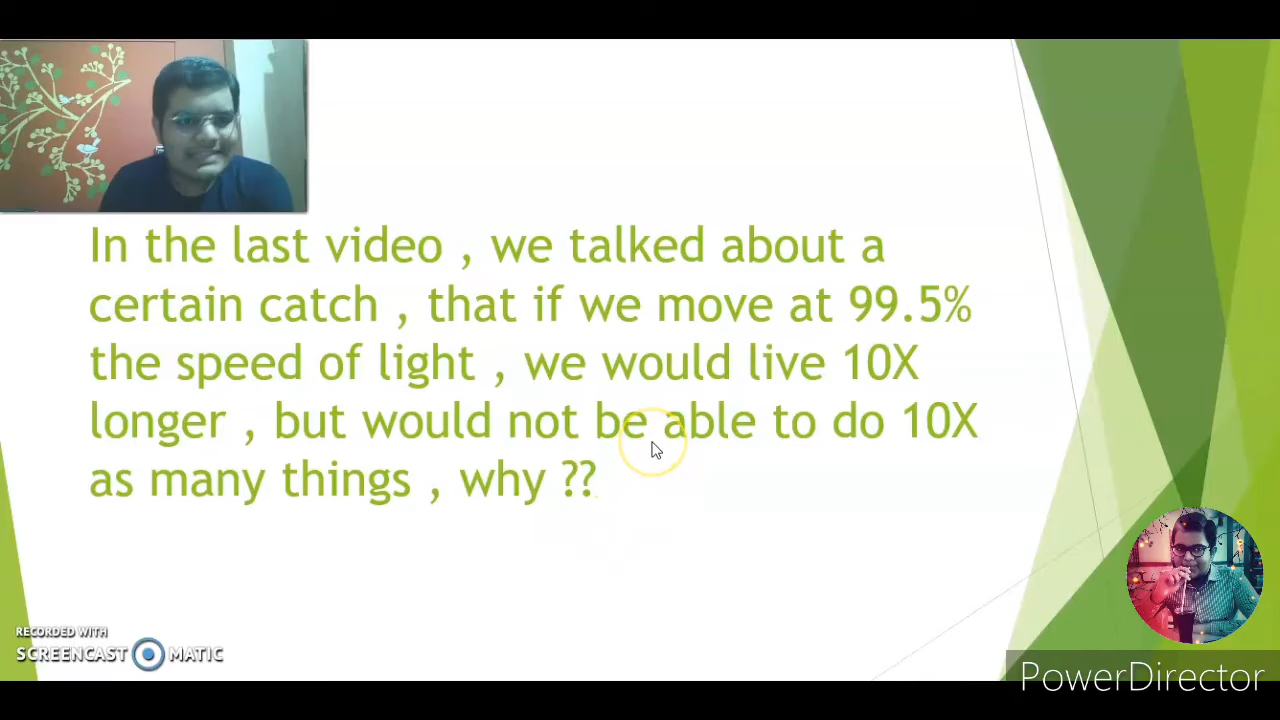 In the last video , we talked about a
certain catch , that if we move at 99.5%
the speed of light , we would live 10X
longer , but would not be able to do 10X
as many things , why ??
RECORDED WITH
SCREENCAST MATIC
PowerDirector